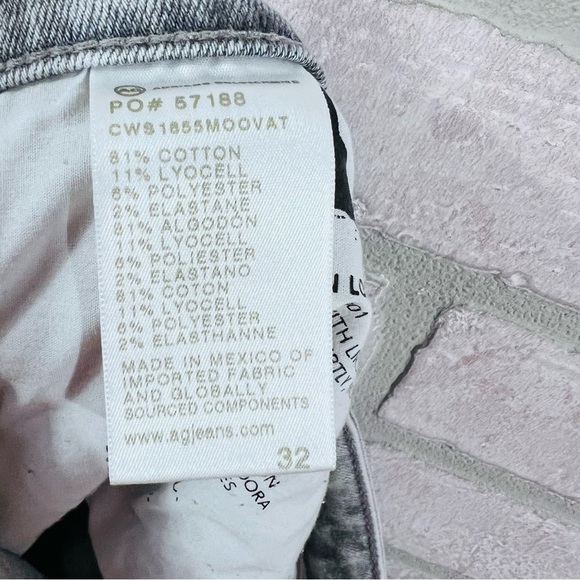 PO# 57188
CWS1855MOOVAT
81% COTTON
11% LYOCELL
6% POLYESTER
2% ELASTANE
81% ALGODON
11% LYOCELL
6% POLIESTER
2% ELASTANO
81% COTON
11% LYOCELL
6% POLYESTER
2% ELASTHANNE
MADE IN MEXICO OF
IMPORTED FABRIC
AND GLOBALLY
SOURCED COMPONENTS
www.agjeans.com
32